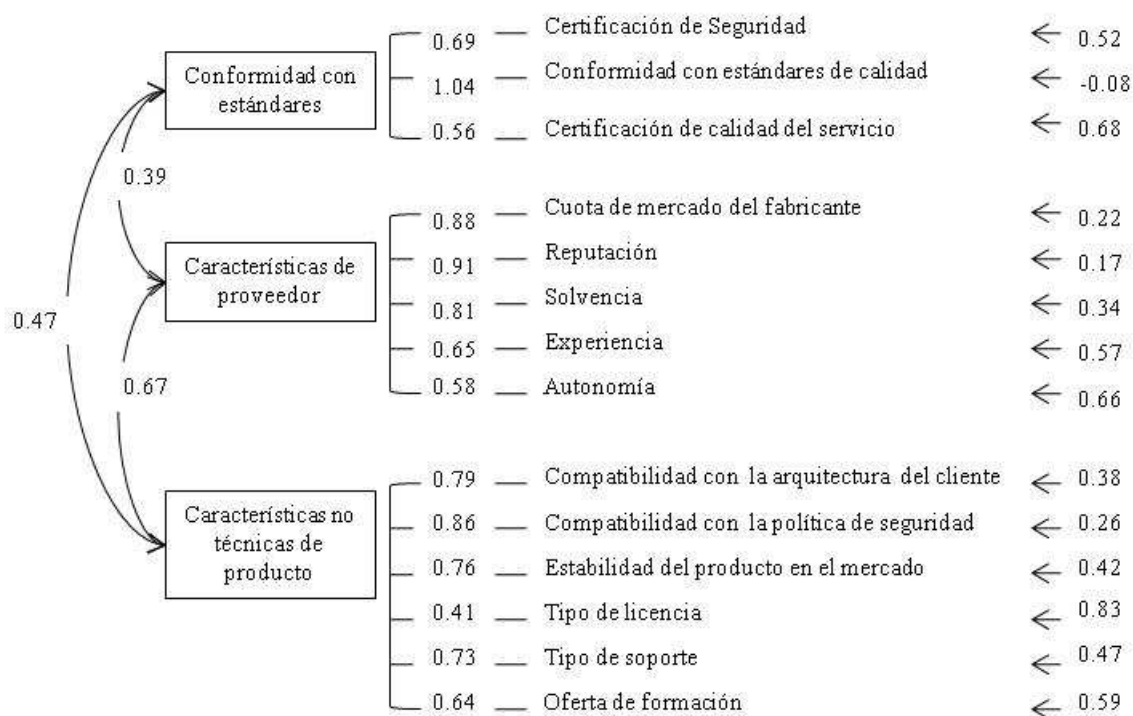 0.69 Certificación de Seguridad 0.52
Conformidad con
estándares
1.04 Conformidad con estándares de calidad -0.08
0.56 Certificación de calidad del servicio 0.68
0.39
0.88 Cuota de mercado del fabricante 0.22
Características de
proveedor
0.91 Reputación 0.17
0.81 Solvencia 0.34
0.47
0.65 Experiencia 0.57
0.67
0.58 Autonomía 0.66
0.79 Compatibilidad con la arquitectura del cliente 0.38
Características no
técnicas de
producto
0.86 Compatibilidad con la política de seguridad 0.26
0.76 Estabilidad del producto en el mercado 0.42
0.41 Tipo de licencia 0.83
0.73 Tipo de soporte 0.47
0.64 Oferta de formación 0.59